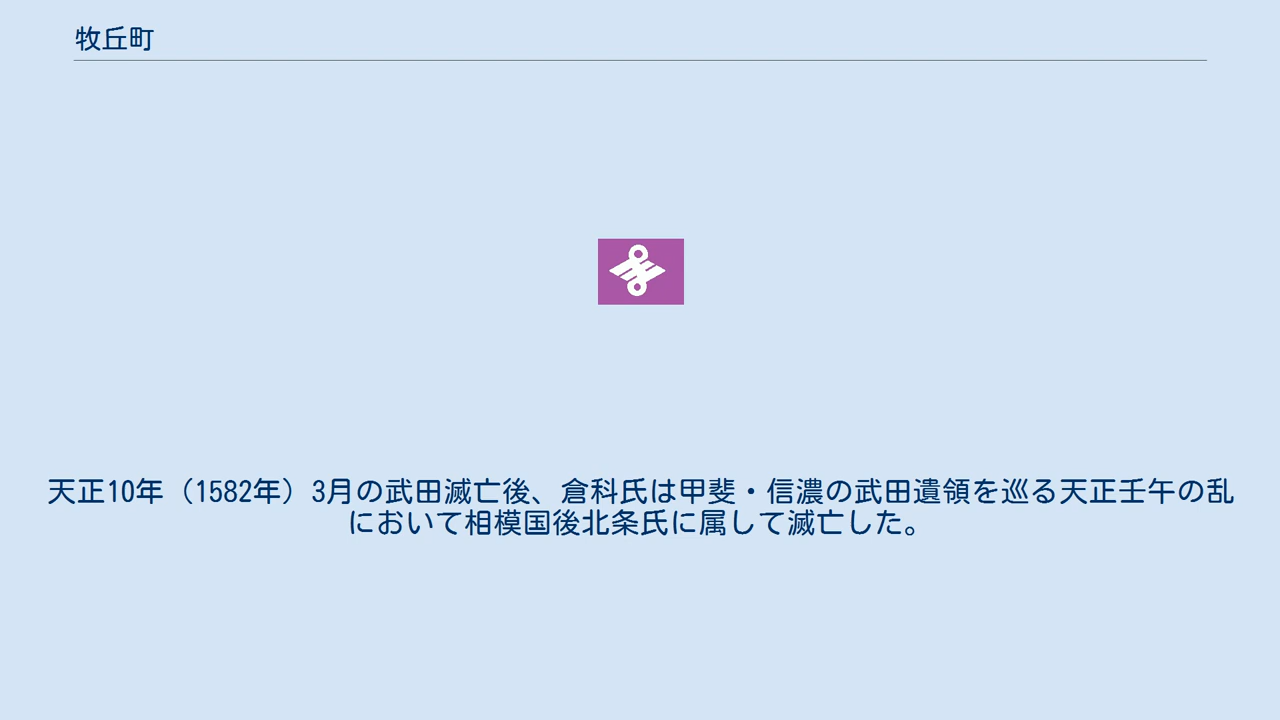 牧丘町
天正10年（1582年）3月の武田滅亡後、倉科氏は甲斐・信濃の武田遺領を巡る天正壬午の乱
において相模国後北条氏に属して滅亡した。